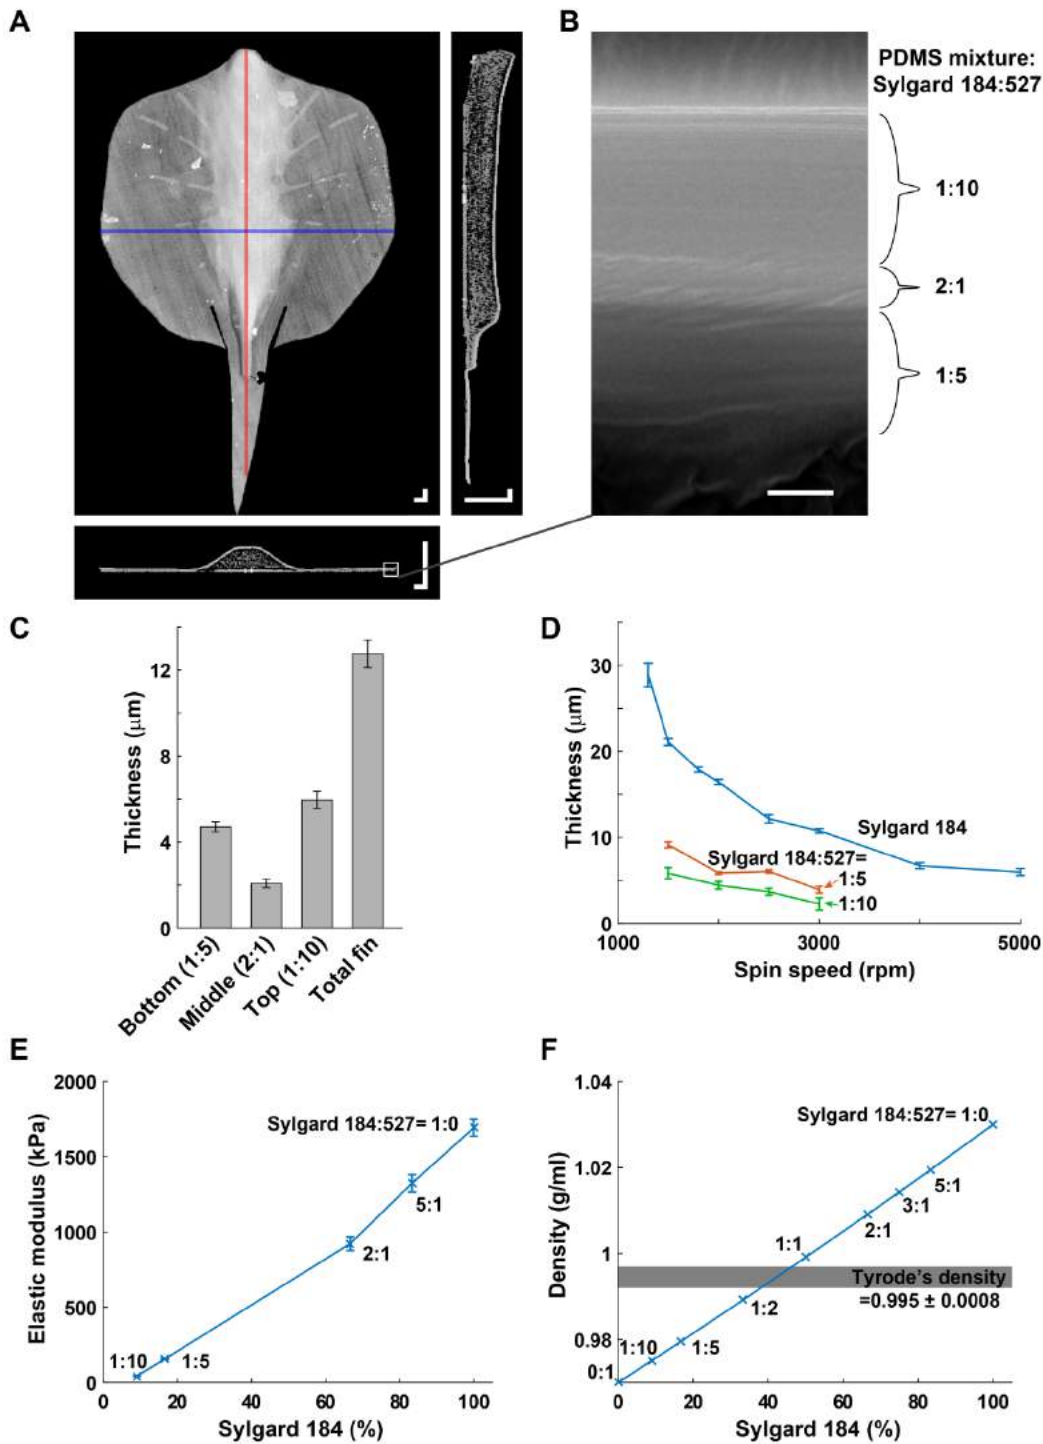 A
B
PDMS mixture:
Sylgard 184:527
1:10
2:1
1:5
C
Thickness (μm)
12
8
4
0
Bottom (1:5)
Middle (2:1)
Top (1:10)
Total fin
D
Thickness (μm)
30
20
10
0
Sylgard 184
Sylgard 184:527=
1:5
1:10
1000
3000
5000
Spin speed (rpm)
E
Elastic modulus (kPa)
2000
1500
1000
500
0
Sylgard 184:527= 1:0
5:1
2:1
1:10
1:5
0
20
40
60
80
100
Sylgard 184 (%)
F
Density (g/ml)
1.04
1.02
1
0.98
Sylgard 184:527= 1:0
5:1
3:1
2:1
1:1
Tyrode's density
=0.995 ± 0.0008
1:2
1:10
1:5
0:1
0
20
40
60
80
100
Sylgard 184 (%)